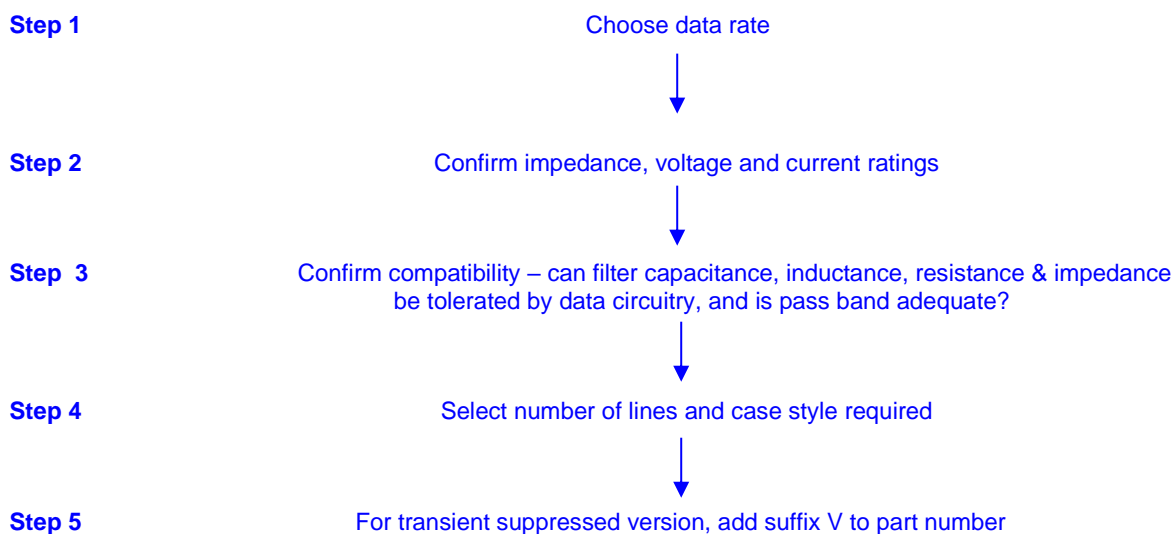 Step 1 Choose data rate
Step 2 Confirm impedance, voltage and current ratings
Step 3 Confirm compatibility – can filter capacitance, inductance, resistance & impedance
be tolerated by data circuitry, and is pass band adequate?
Step 4 Select number of lines and case style required
Step 5 For transient suppressed version, add suffix V to part number